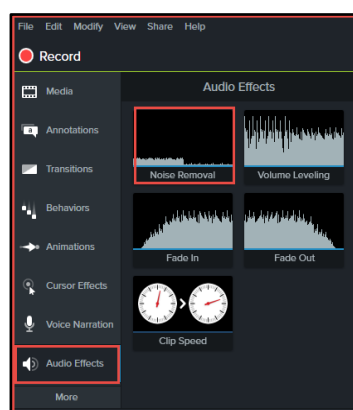 File Edit Modify View Share Help
Record
Media
Annotations
Transitions
Behaviors
Animations
Cursor Effects
Voice Narration
Audio Effects
More
Audio Effects
Noise Removal
Volume Leveling
Fade In
Fade Out
Clip Speed
a